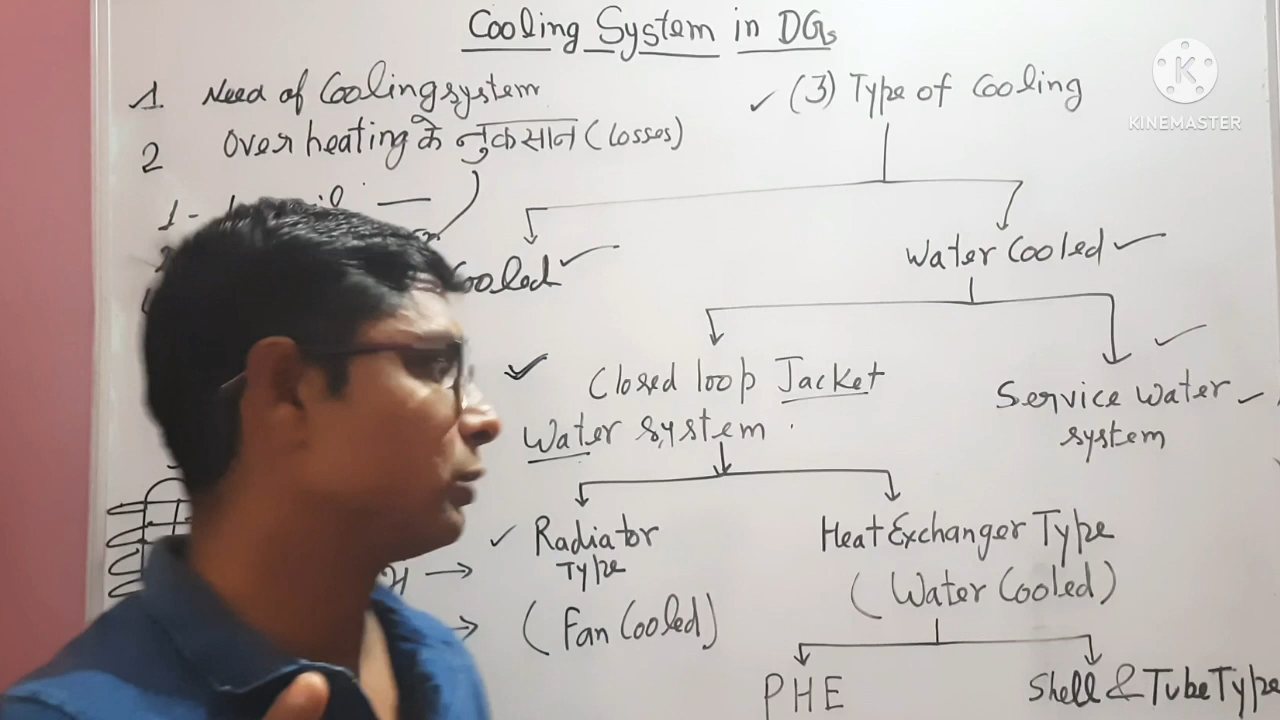 Cooling System in DGs
1. Need of Cooling system
2 Over heating के नुकसान (Losses)
1-
(3) Type of Cooling
Cooled
Water Cooled
Closed loop Jacket
Water system
Service Water
system
Radiator
Type
(Fan Cooled)
Heat Exchanger Type
(Water Cooled)
PHE
Shell & Tube Type
K
KINEMASTER